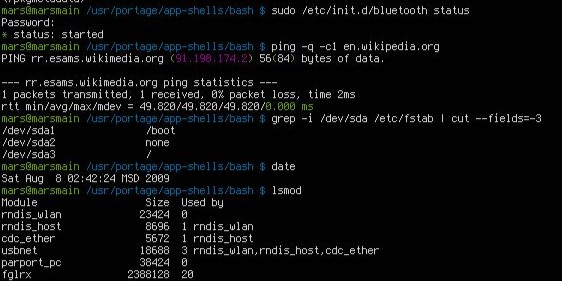 mars@marsmain /usr/portage/app-shells/bash $ sudo /etc/init.d/bluetooth status
Password:
* status: started
mars@marsmain /usr/portage/app-shells/bash $ ping -q -c1 en.wikipedia.org
PING rr.esams.wikimedia.org (91.198.174.2) 56(84) bytes of data.
--- rr.esams.wikimedia.org ping statistics ---
1 packets transmitted, 1 received, 0% packet loss, time 2ms
rtt min/avg/max/mdev = 49.820/49.820/49.820/0.000 ms
mars@marsmain /usr/portage/app-shells/bash $ grep -i /dev/sda /etc/fstab | cut --fields=-3
/dev/sda1 /boot
/dev/sda2 none
/dev/sda3 /
mars@marsmain /usr/portage/app-shells/bash $ date
Sat Aug 8 02:42:24 MSD 2009
mars@marsmain /usr/portage/app-shells/bash $ lsmod
Module Size Used by
rndis_wlan 23424 0
rndis_host 8696 1 rndis_wlan
cdc_ether 5672 1 rndis_host
usbnet 18688 3 rndis_wlan,rndis_host,cdc_ether
parport_pc 38424 0
fglrx 2388128 20